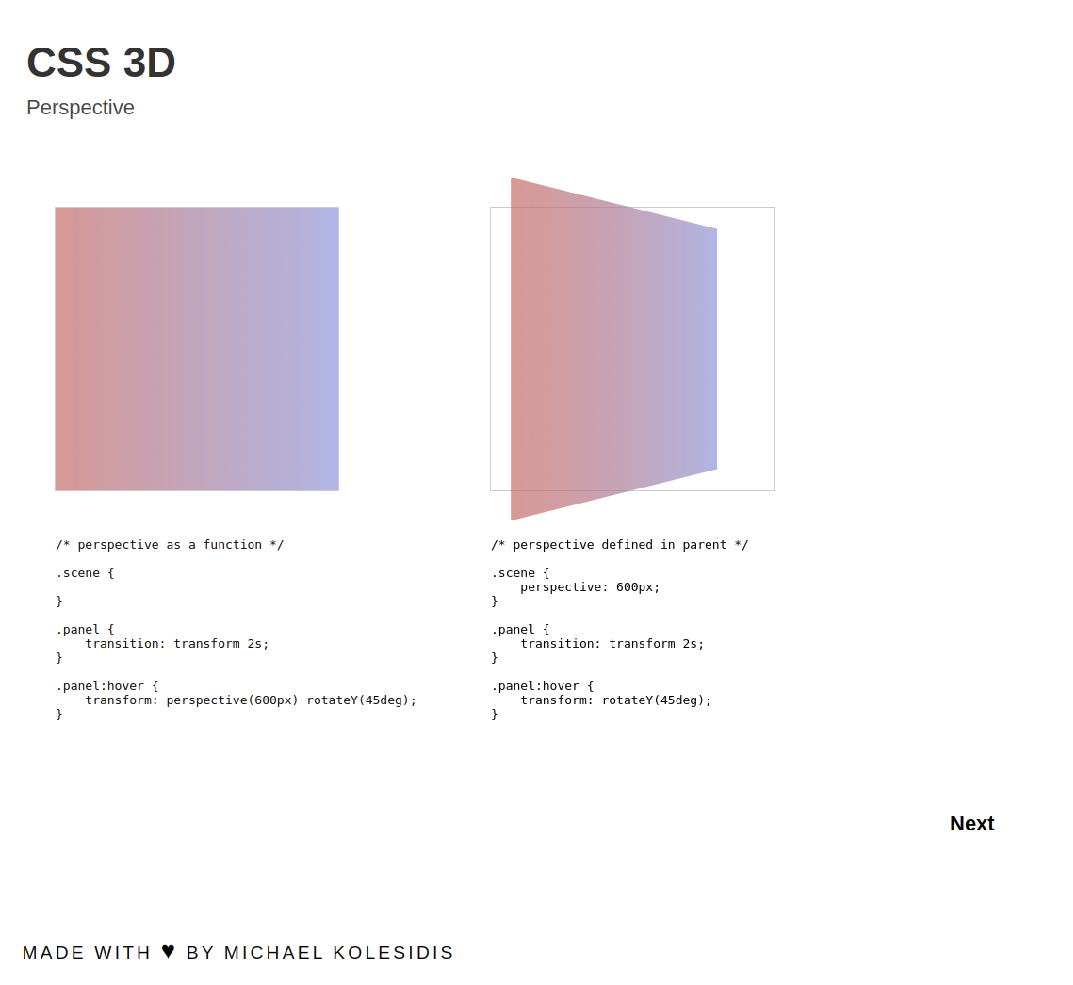 CSS 3D
Perspective
/* perspective as a function */
.scene {
}
.panel {
    transition: transform 2s;
}
.panel:hover {
    transform: perspective(600px) rotateY(45deg);
}
/* perspective defined in parent */
.scene {
    perspective: 600px;
}
.panel {
    transition: transform 2s;
}
.panel:hover {
    transform: rotateY(45deg);
}
Next
MADE WITH ♥ BY MICHAEL KOLESIDIS